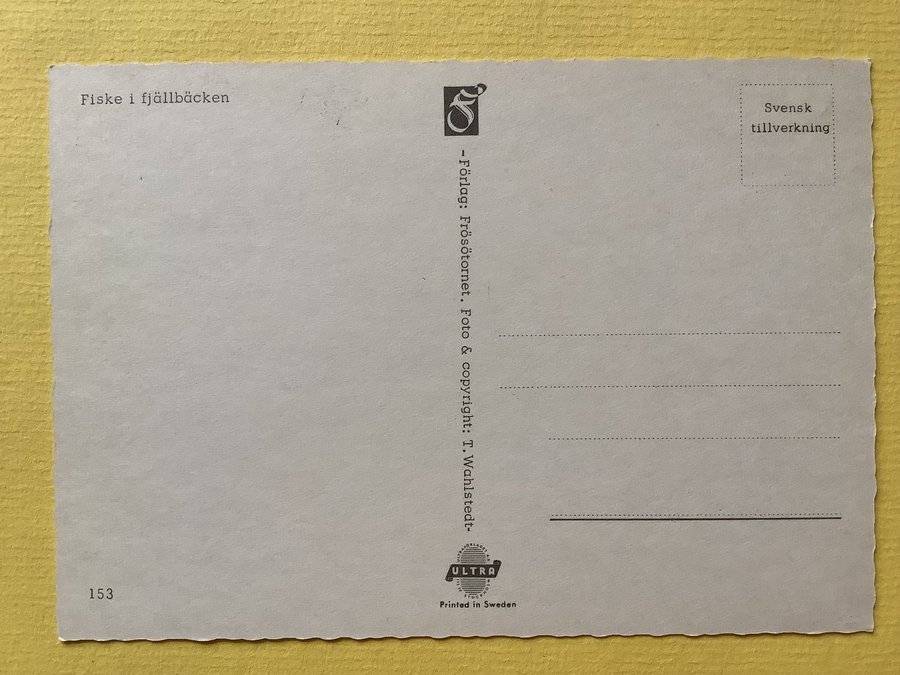 Fiske i fjällbäcken
Svensk
tillverkning
- Förlag: Frösötornet. Foto & copyright: T. Wahlstedt-
ULTRA
Printed in Sweden
153